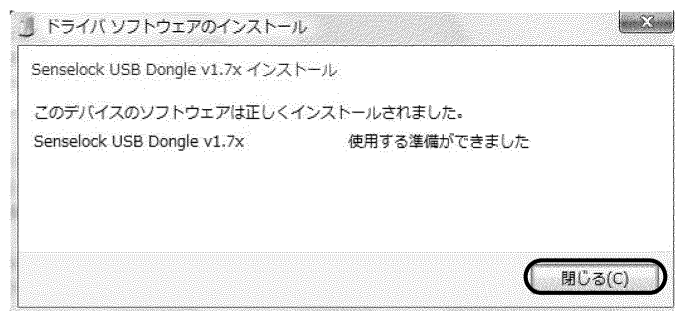 ドライバ ソフトウェアのインストール
Senselock USB Dongle v1.7x インストール
このデバイスのソフトウェアは正しくインストールされました。
Senselock USB Dongle v1.7x 使用する準備ができました
閉じる(C)